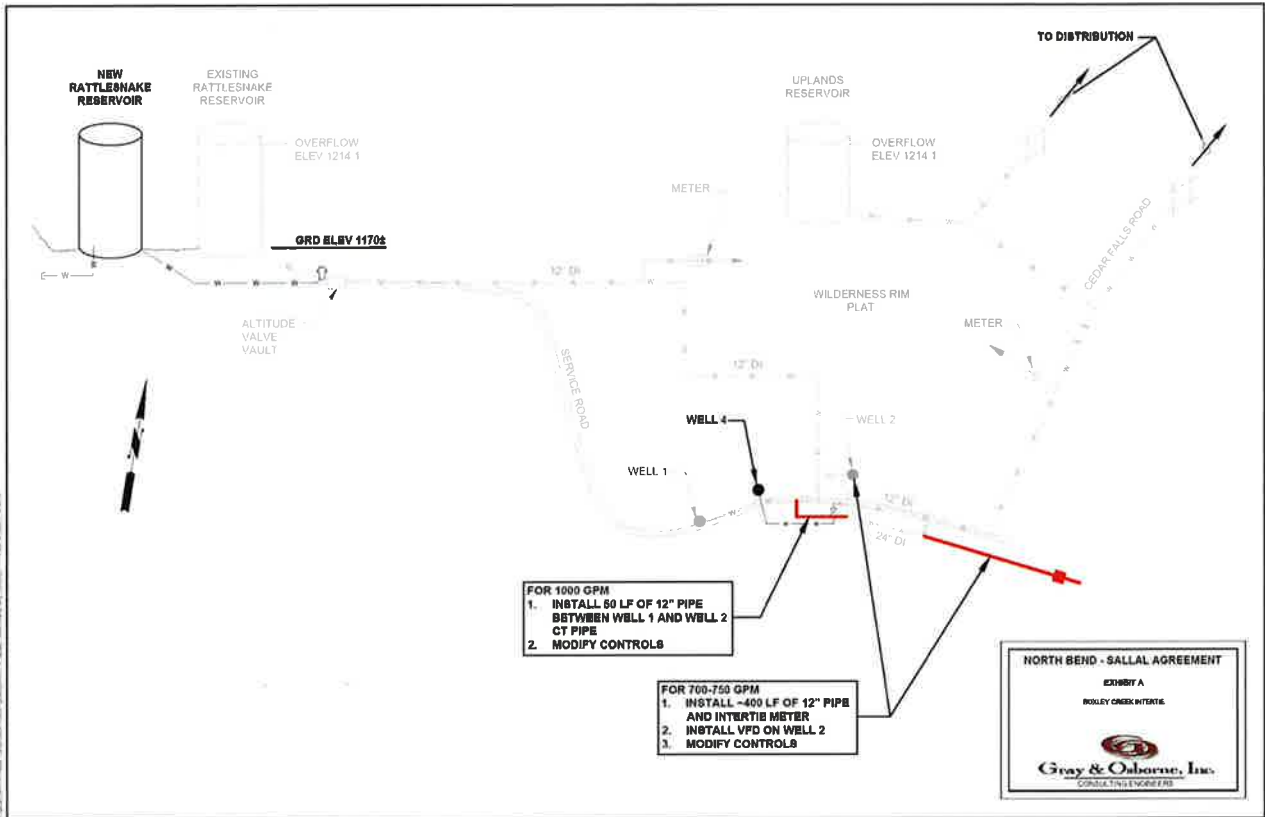 TO DISTRIBUTION
NEW
RATTLESNAKE
RESERVOIR
EXISTING
RATTLESNAKE
RESERVOIR
UPLANDS
RESERVOIR
OVERFLOW
ELEV 1214 1
OVERFLOW
ELEV 1214 1
METER
GRD ELEV 1170±
12" DI
W
ALTITUDE
VALVE
VAULT
WILDERNESS RIM
PLAT
CEDAR FALLS ROAD
METER
SERVICE ROAD
12" DI
WELL 4
WELL 2
WELL 1
12" DI
24" DI
FOR 1000 GPM
1. INSTALL 50 LF OF 12" PIPE
BETWEEN WELL 1 AND WELL 2
CT PIPE
2. MODIFY CONTROLS
FOR 700-750 GPM
1. INSTALL ~400 LF OF 12" PIPE
AND INTERTIE METER
2. INSTALL VFD ON WELL 2
3. MODIFY CONTROLS
NORTH BEND - SALLAL AGREEMENT
EXHIBIT A
BOXLEY CREEK INTERTIE
Gray & Osborne, Inc.
CONSULTING ENGINEERS